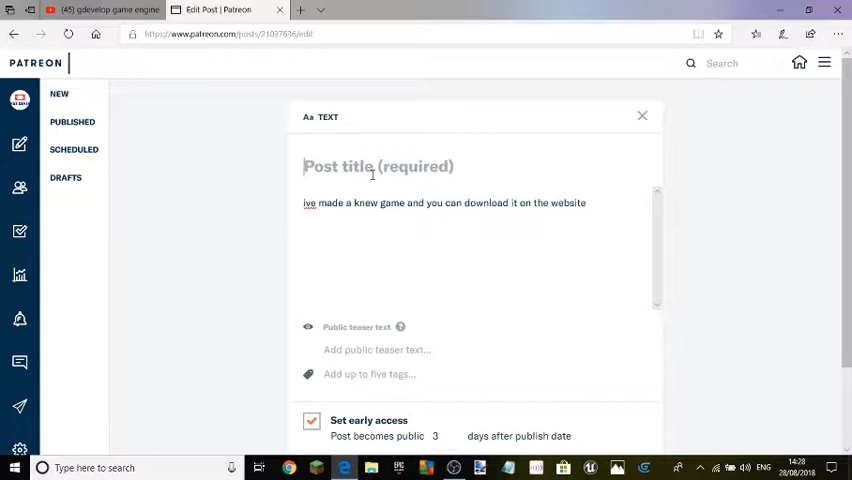 (45) gdevelop game engine
Edit Post | Patreon
https://www.patreon.com/posts/21037636/edit
PATREON
Search
NEW
PUBLISHED
SCHEDULED
DRAFTS
Aa TEXT
Post title (required)
ive made a knew game and you can download it on the website
Public teaser text ?
Add public teaser text...
Add up to five tags...
Set early access
Post becomes public 3 days after publish date
Type here to search
ENG
14:28
28/08/2018